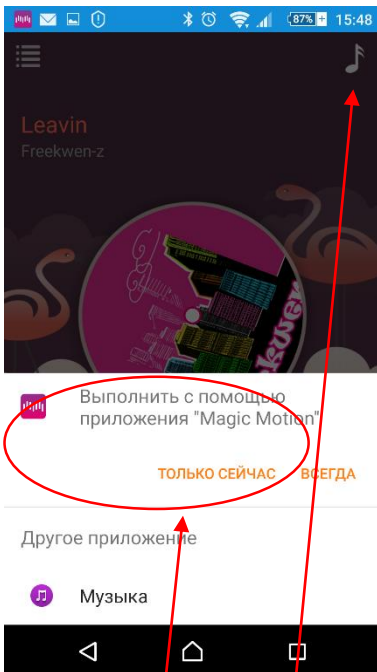 87% 15:48
Leavin
Freekwen-z
Выполнить с помощью
приложения "Magic Motion"
ТОЛЬКО СЕЙЧАС ВСЕГДА
Другое приложение
Музыка